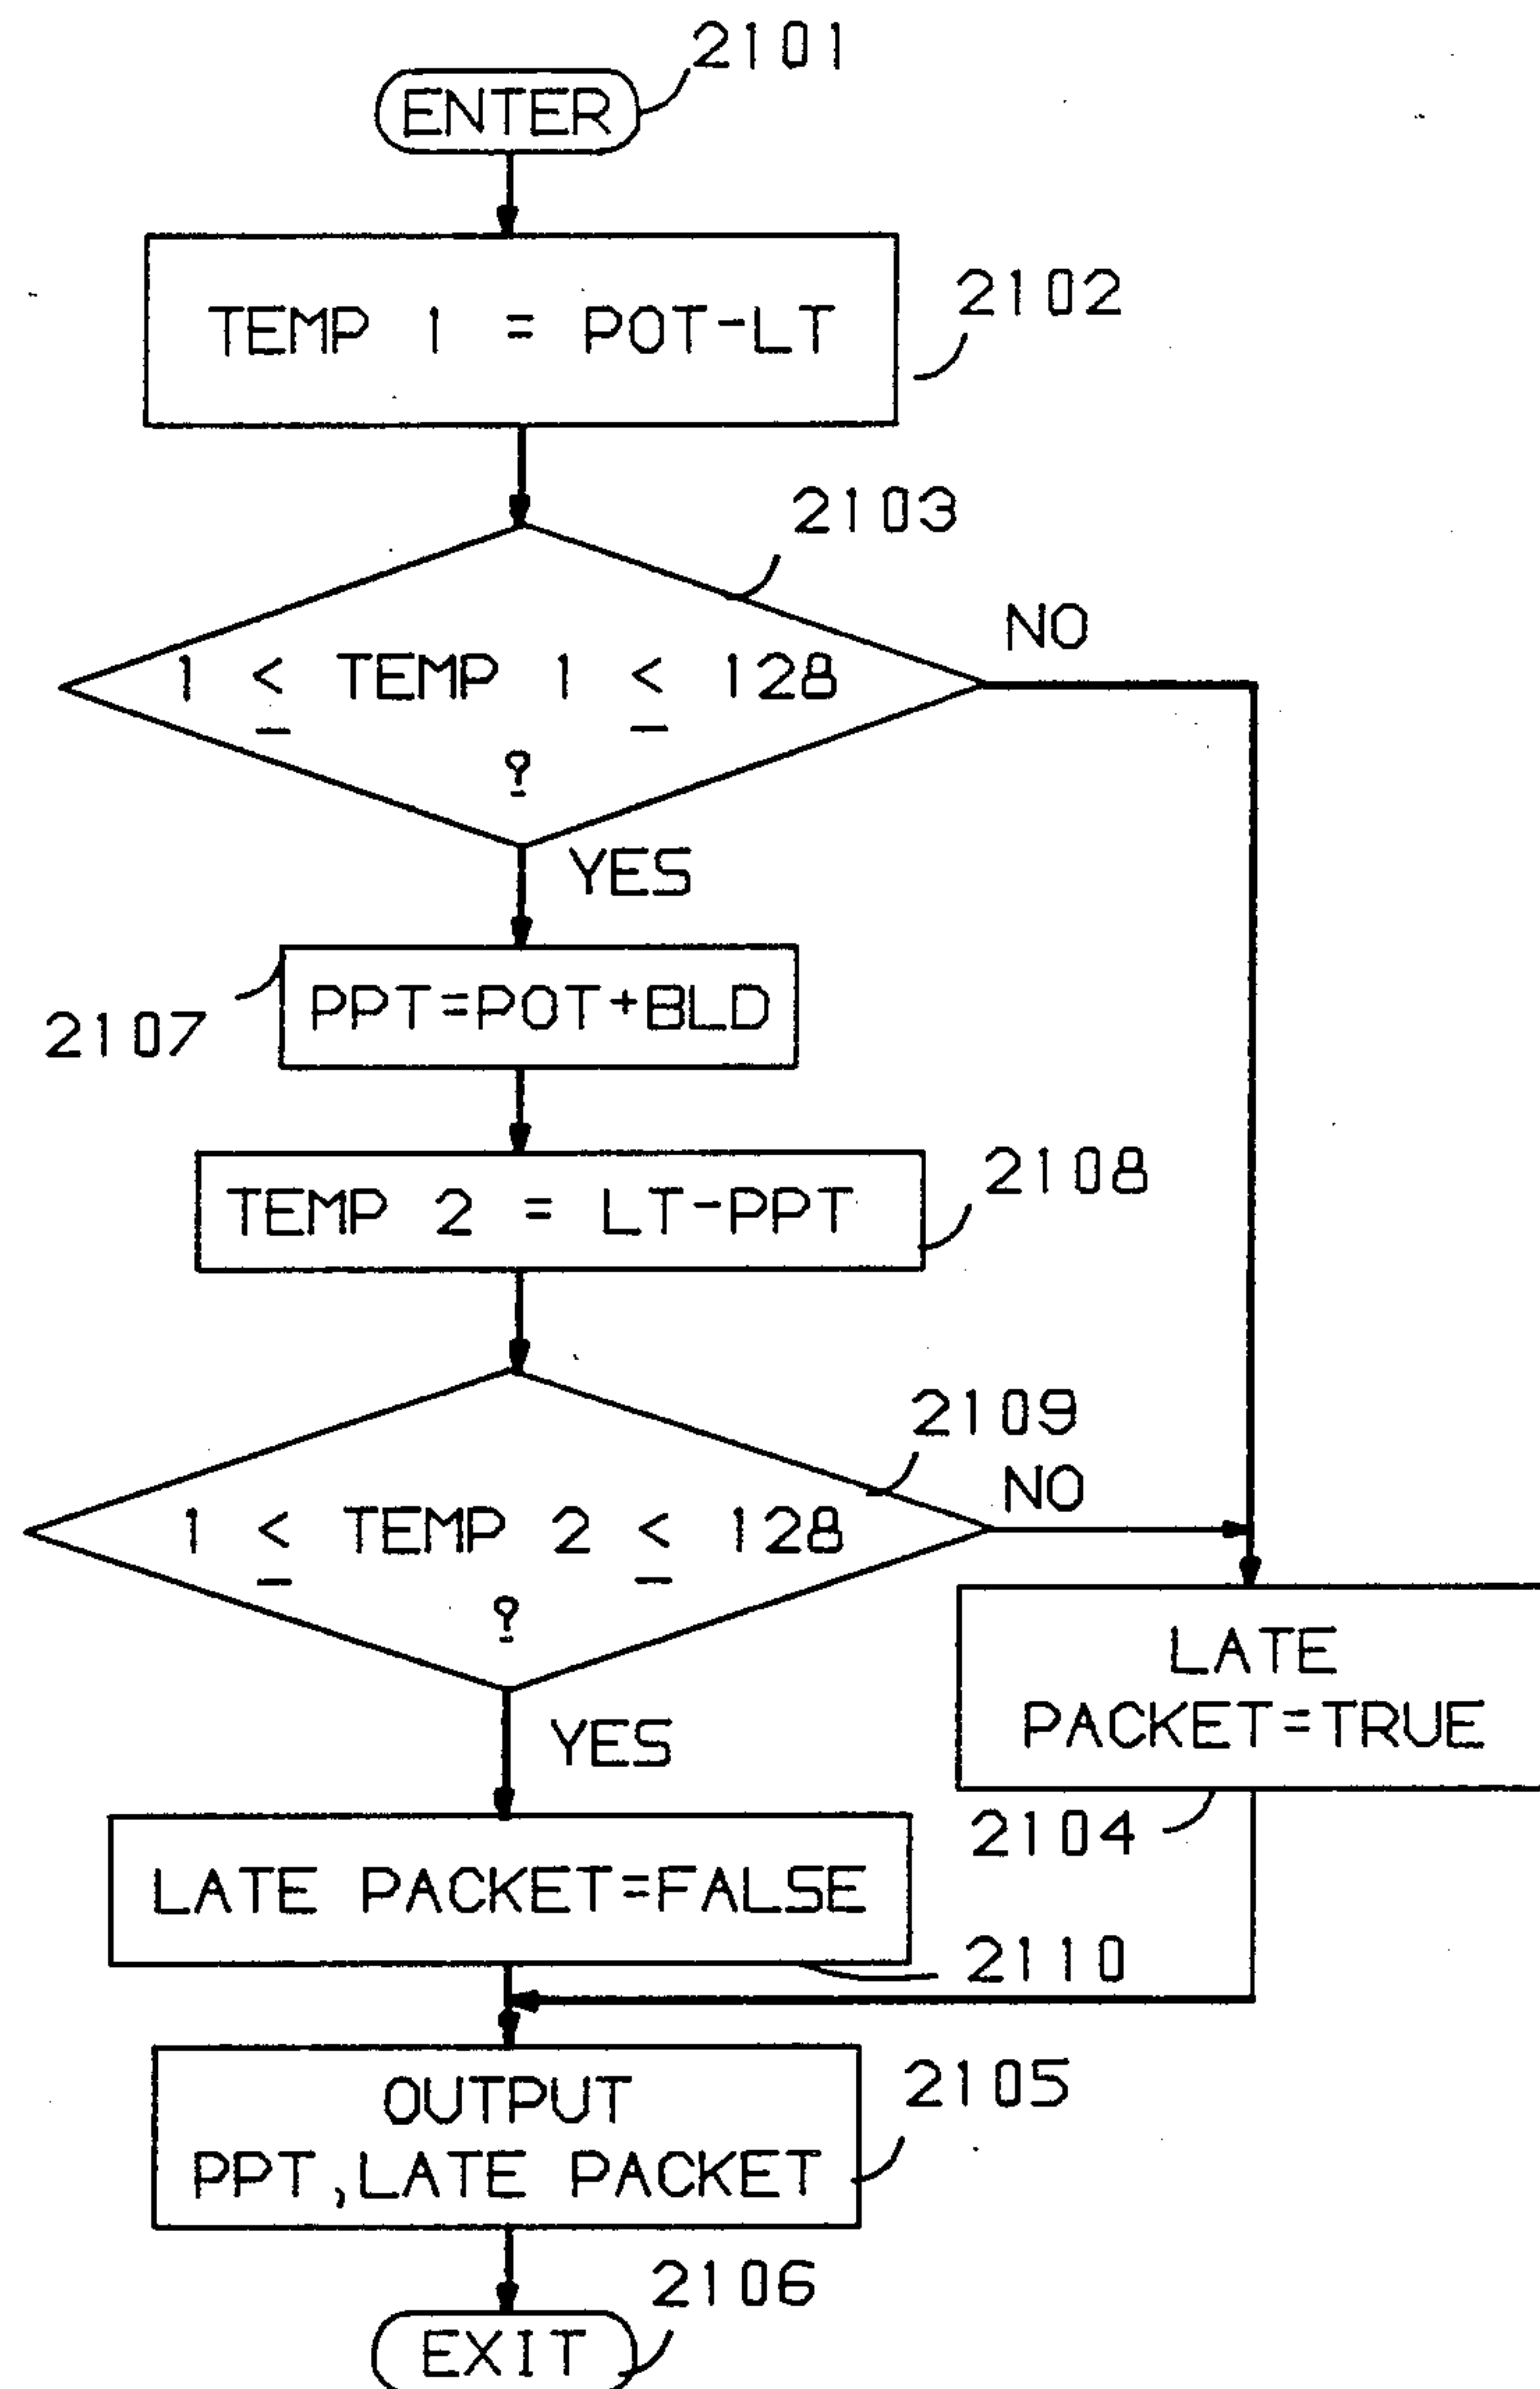 2101
ENTER
2102
TEMP 1 = POT-LT
2103
NO
1 ≤ TEMP 1 ≤ 128
?
YES
2107
PPT=POT+BLD
2108
TEMP 2 = LT-PPT
2109
NO
1 ≤ TEMP 2 ≤ 128
?
YES
LATE
PACKET=TRUE
2104
LATE PACKET=FALSE
2110
OUTPUT
PPT,LATE PACKET
2105
2106
EXIT